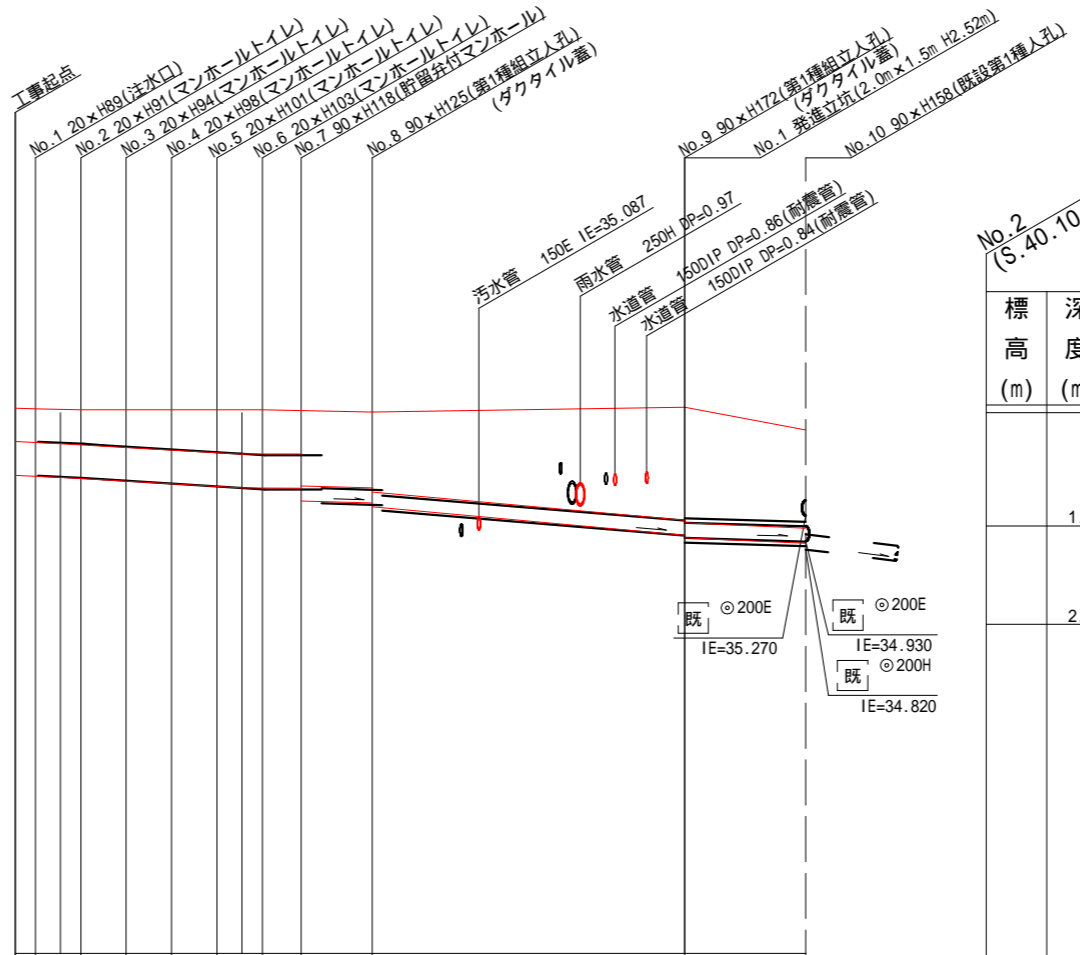 工事起点
No.1 20×H89(注水口)
No.2 20×H91(マンホールトイレ)
No.3 20×H94(マンホールトイレ)
No.4 20×H98(マンホールトイレ)
No.5 20×H101(マンホールトイレ)
No.6 20×H103(マンホールトイレ)
No.7 90×H118(貯留弁付マンホール)
No.8 90×H125(第1種組立人孔)
(ダクタイル蓋)
No.9 90×H172(第1種組立人孔)
(ダクタイル蓋)
No.1 発進立坑(2.0m×1.5m H2.52m)
No.10 90×H158(既設第1種人孔)
汚水管 150E IE=35.087
雨水管 250H DP=0.97
水道管 150DIP DP=0.86(耐震管)
水道管 150DIP DP=0.84(耐震管)
No.2
(S.40.10
標高(m)
深度(m
1.
2.
既 ◎200E
IE=35.270
既 ◎200E
IE=34.930
既 ◎200H
IE=34.820